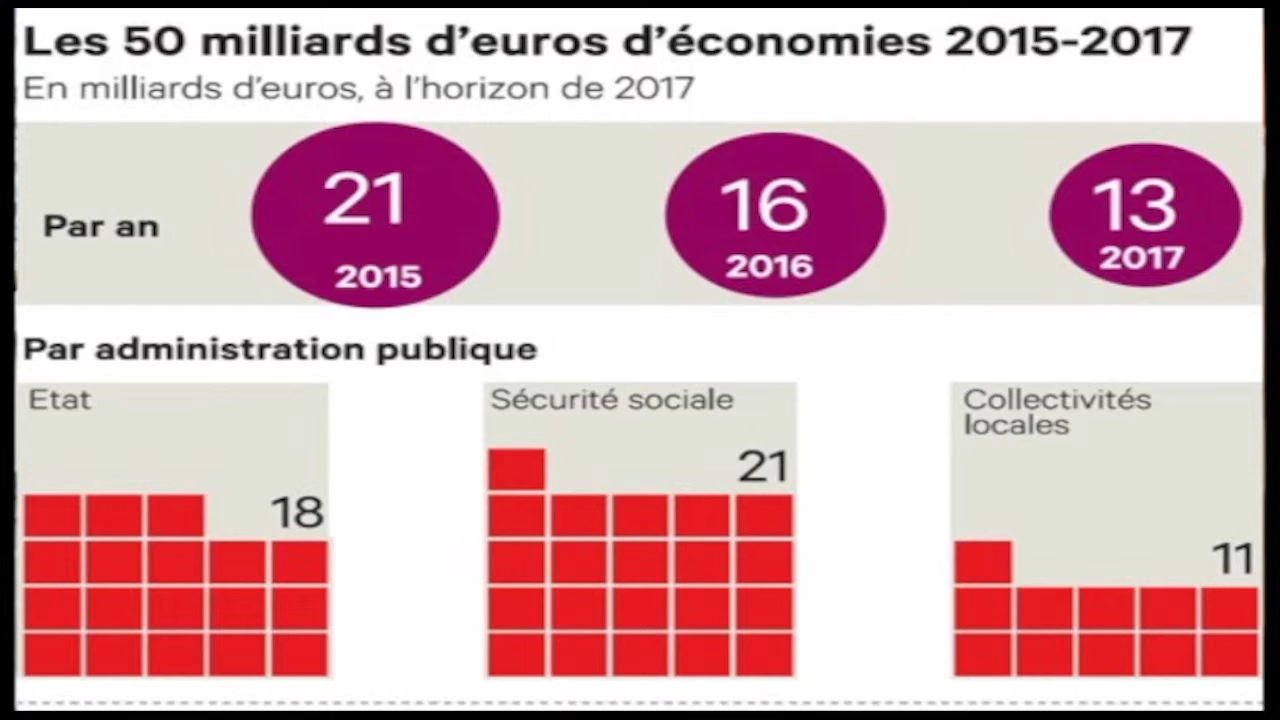 Les 50 milliards d’euros d’économies 2015-2017
En milliards d’euros, à l’horizon de 2017
Par an
21
2015
16
2016
13
2017
Par administration publique
Etat
18
Sécurité sociale
21
Collectivités
locales
11